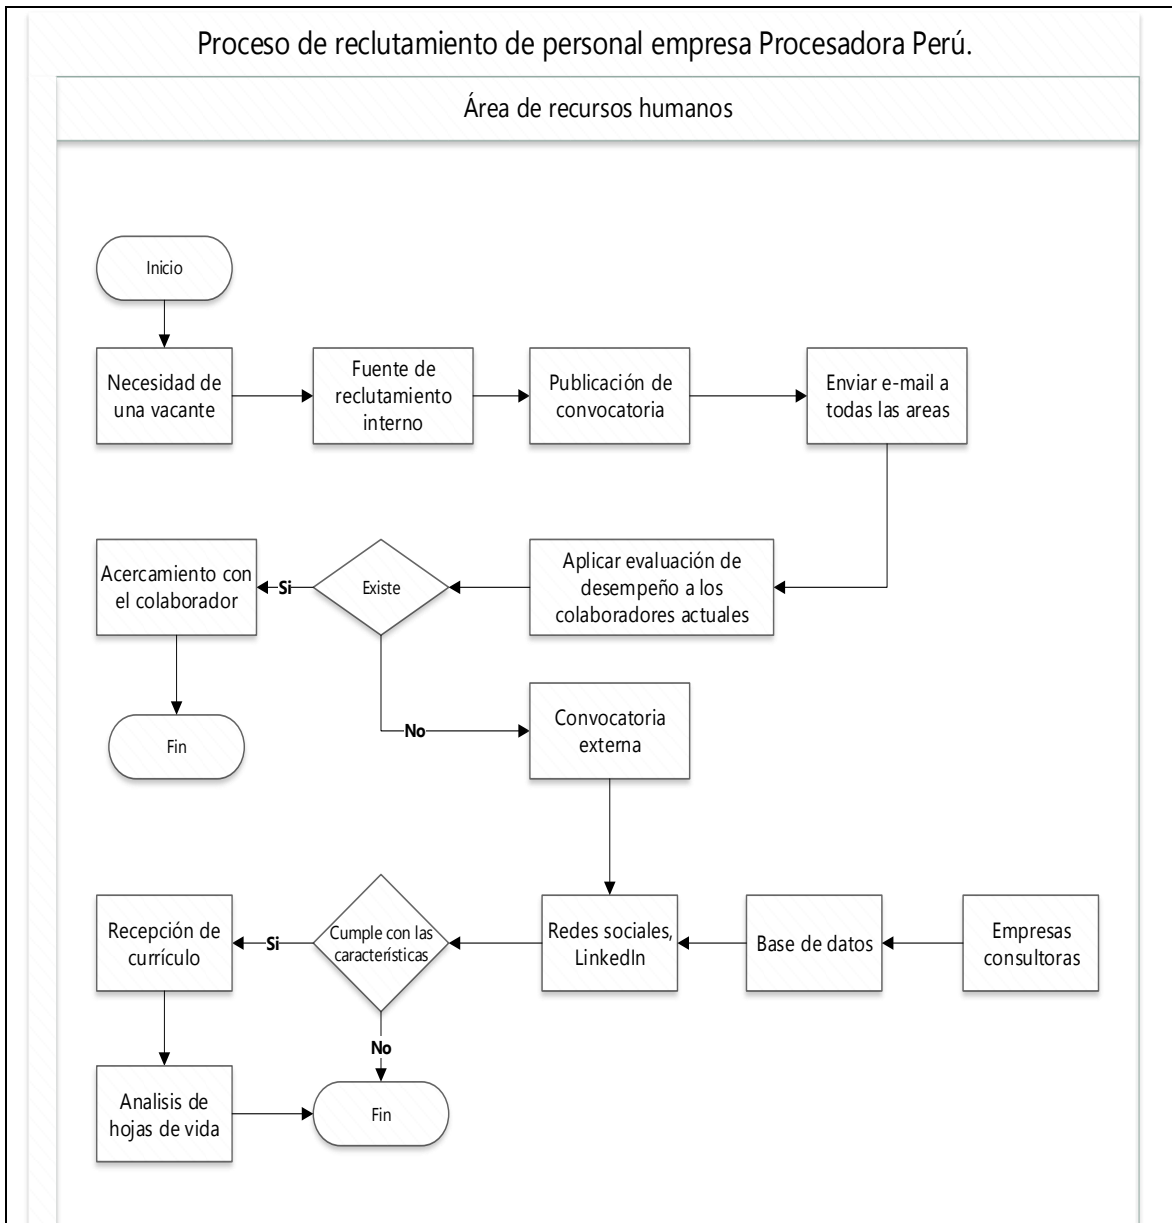 Proceso de reclutamiento de personal empresa Procesadora Perú.
Área de recursos humanos
Inicio
Necesidad de
una vacante
Fuente de
reclutamiento
interno
Publicación de
convocatoria
Enviar e-mail a
todas las areas
Acercamiento con
el colaborador
Si
Existe
Aplicar evaluación de
desempeño a los
colaboradores actuales
Fin
No
Convocatoria
externa
Recepción de
currículo
Si
Cumple con las
características
Redes sociales,
LinkedIn
Base de datos
Empresas
consultoras
No
Analisis de
hojas de vida
Fin